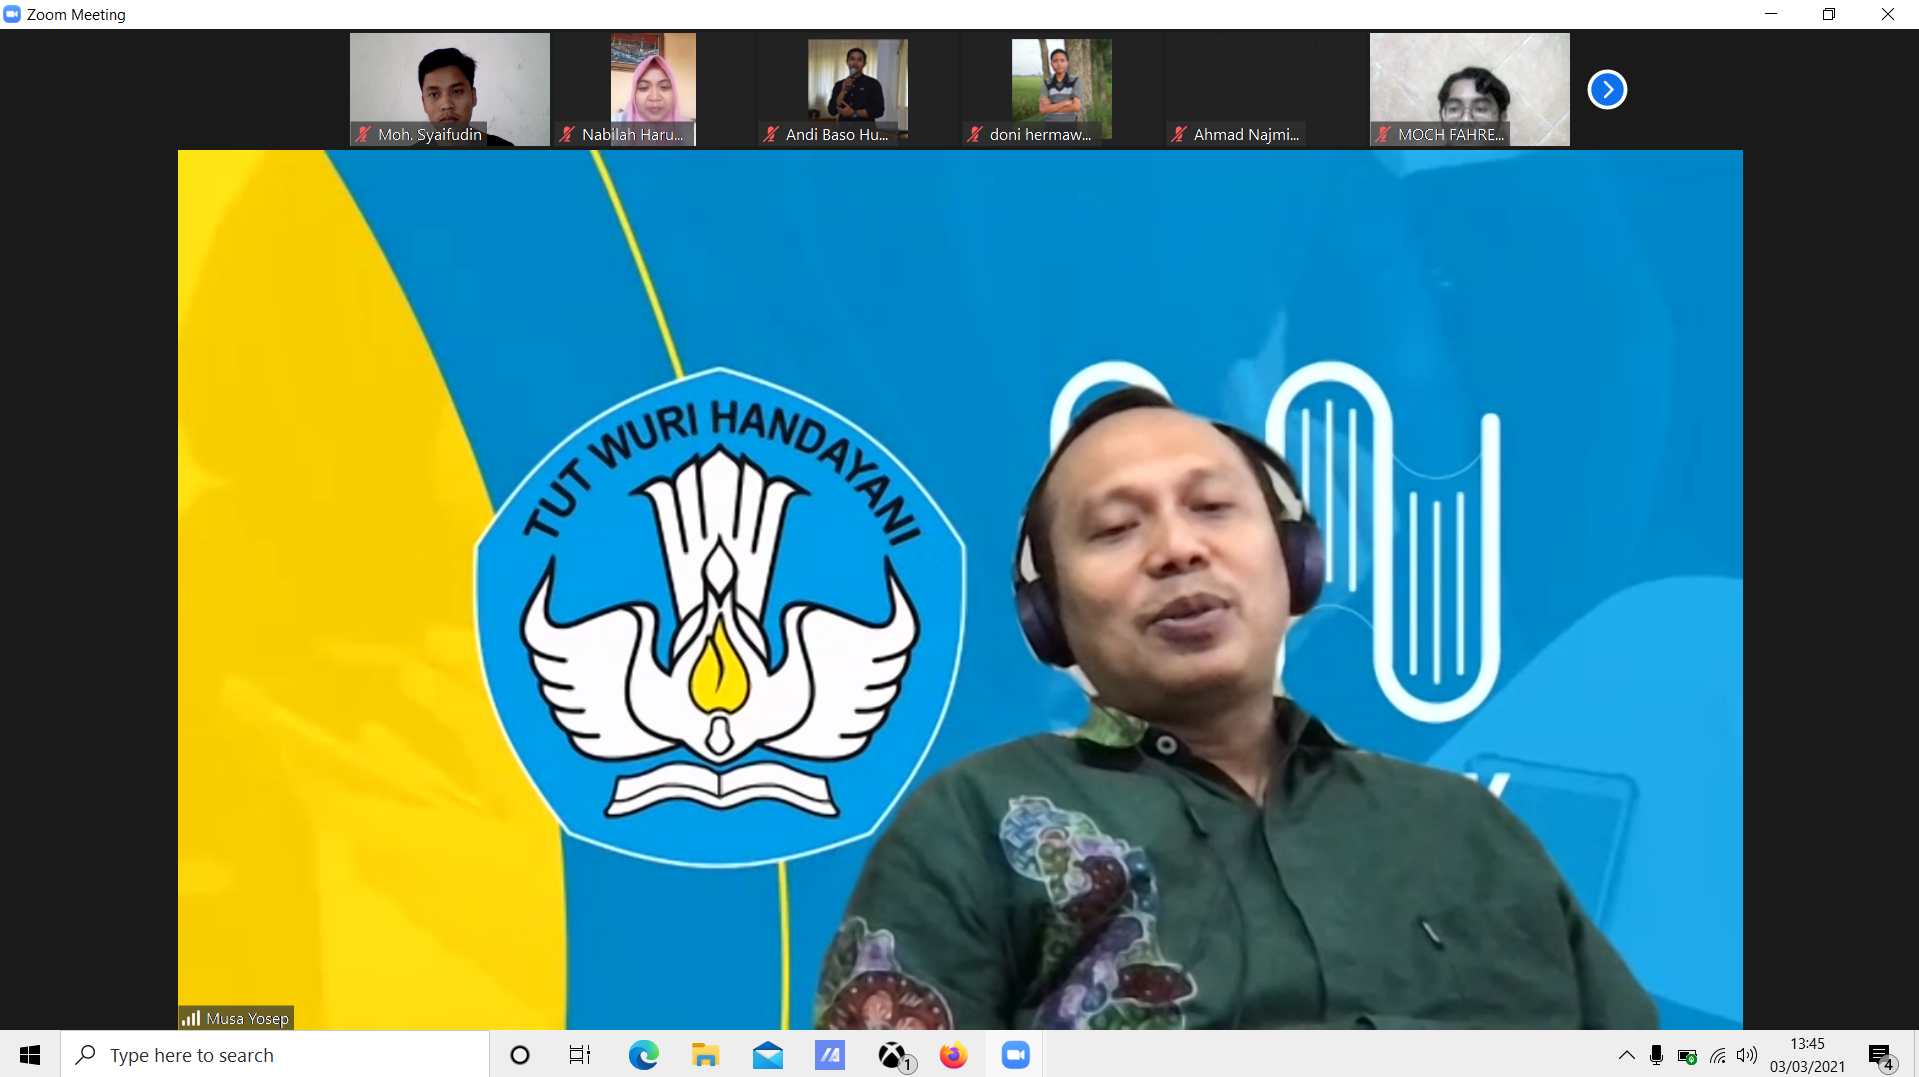 Zoom Meeting
Moh. Syaifudin
Nabilah Haru...
Andi Baso Hu...
doni hermaw...
Ahmad Najmi...
MOCH FAHRE...
TUT WURI HANDAYANI
Musa Yosep
Type here to search
1
13:45
03/03/2021
4